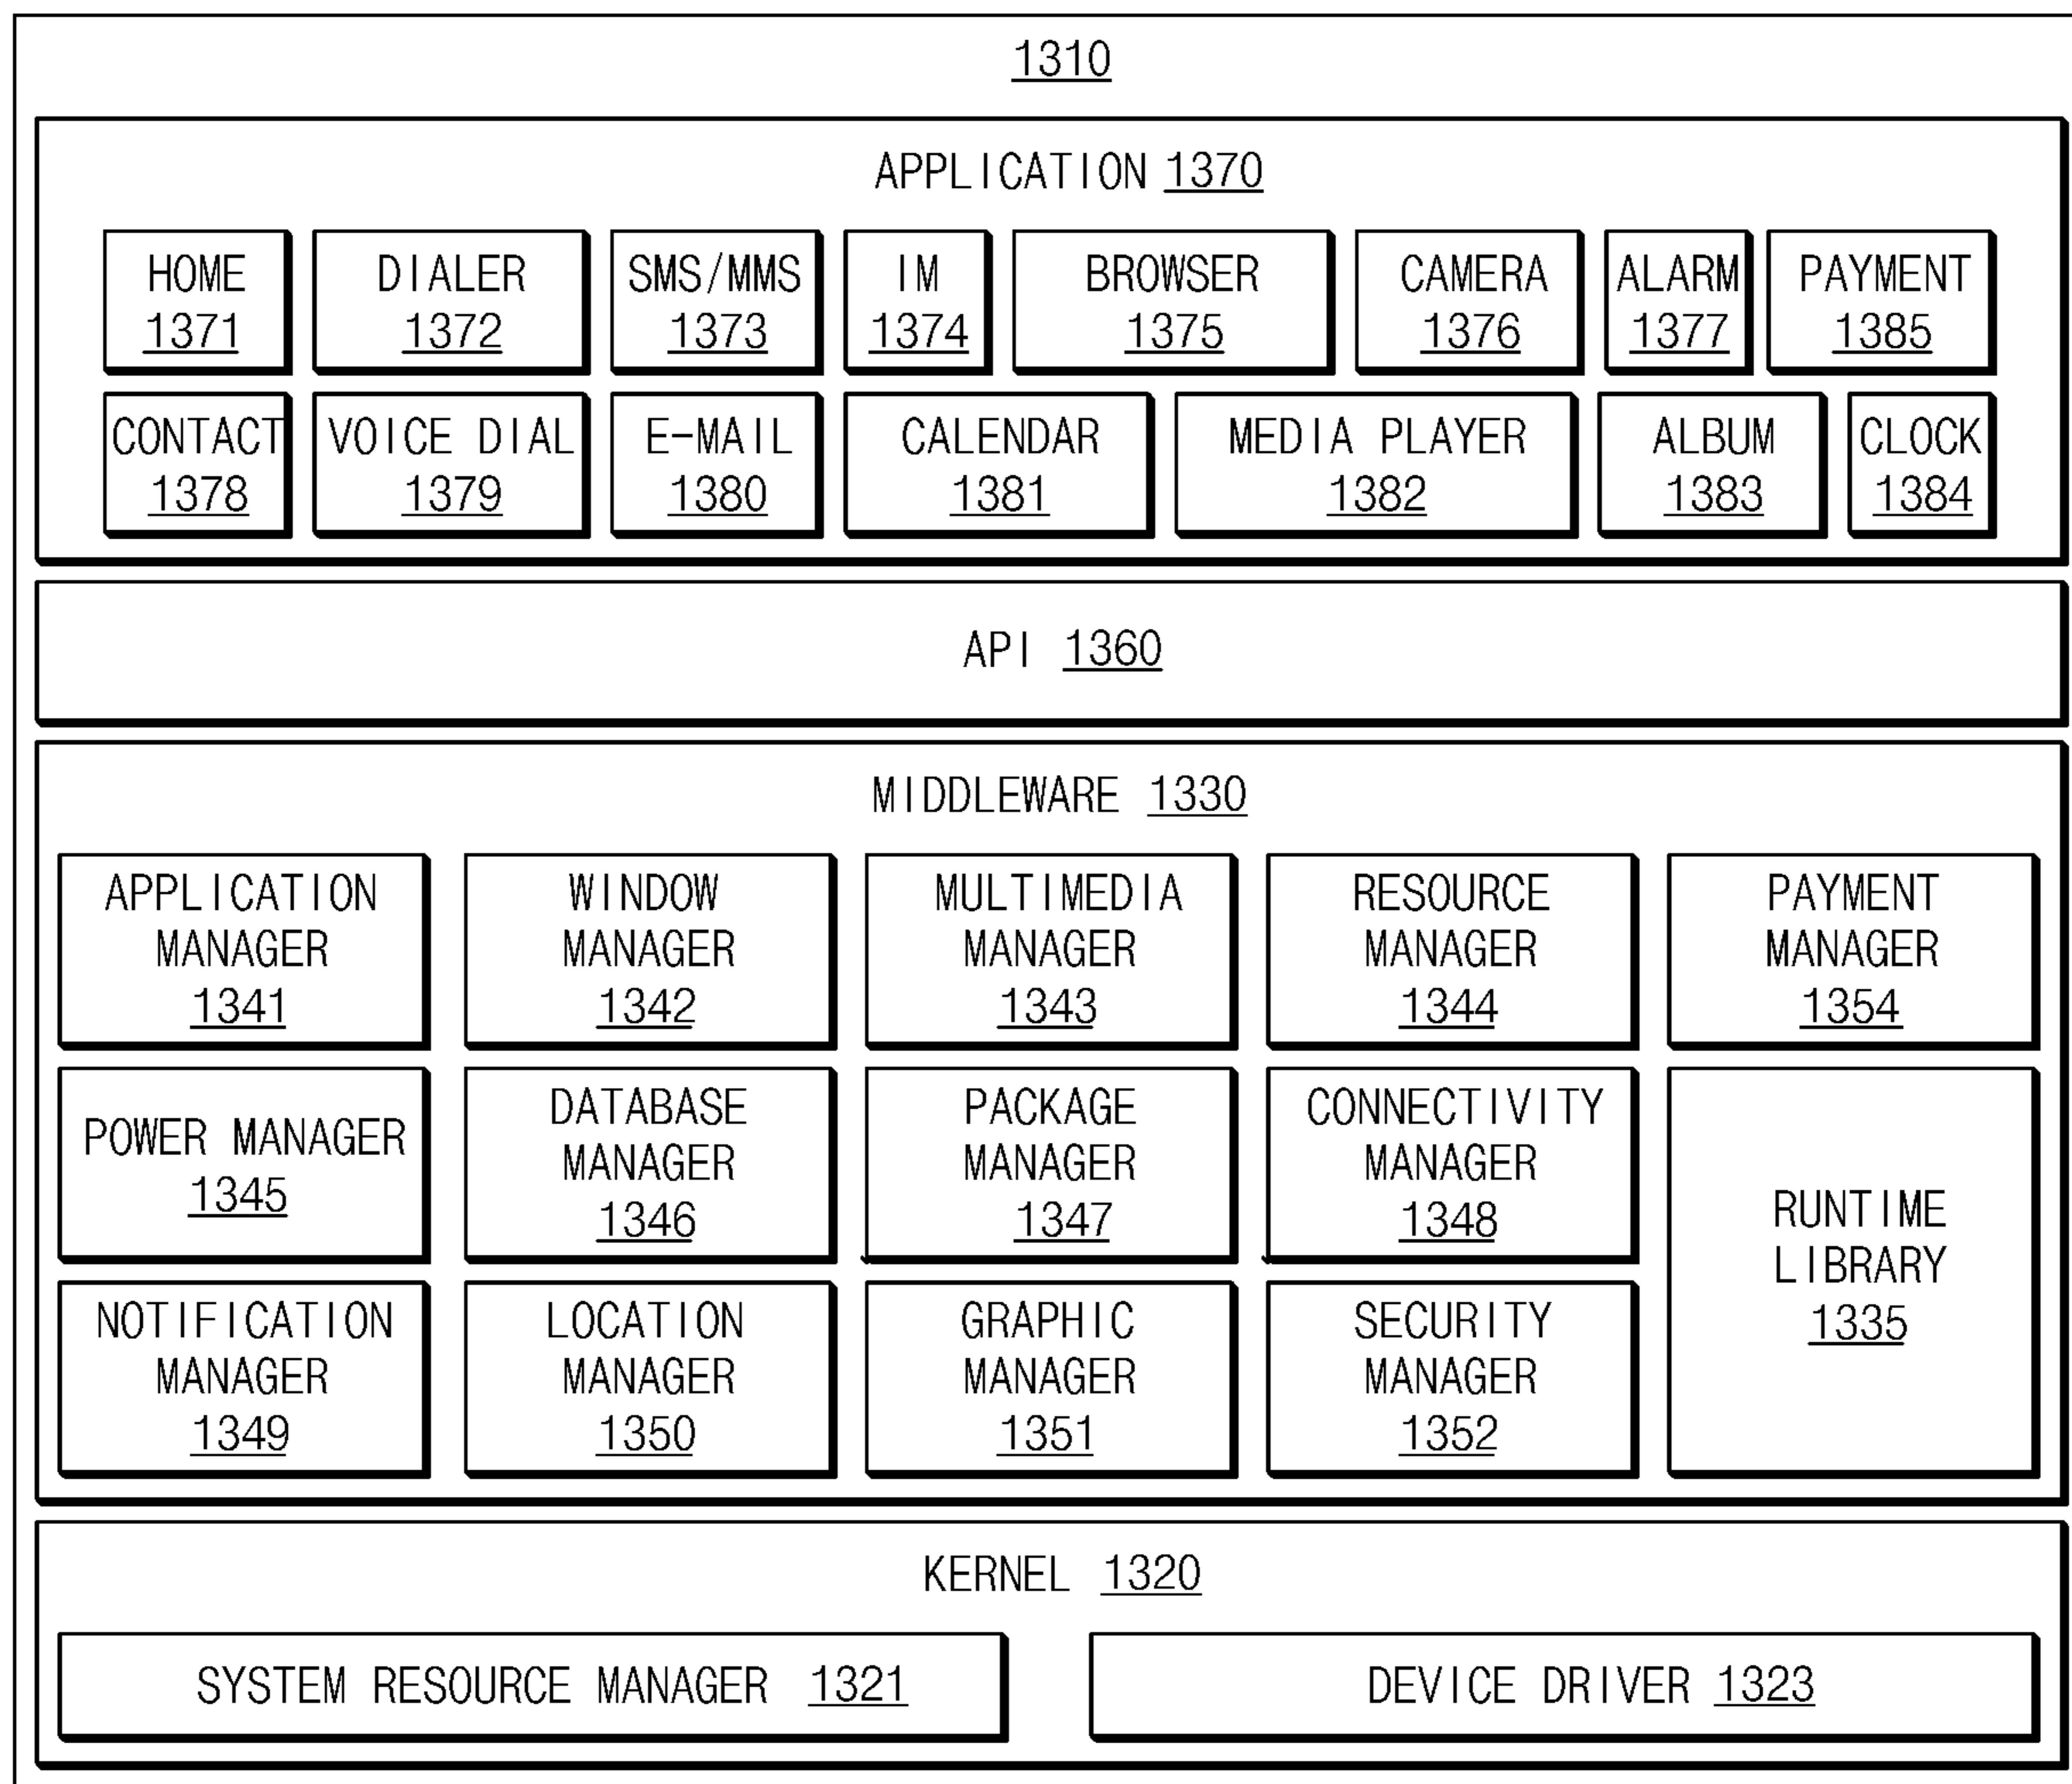 1310
APPLICATION 1370
HOME
1371
DIALER
1372
SMS/MMS
1373
IM
1374
BROWSER
1375
CAMERA
1376
ALARM
1377
PAYMENT
1385
CONTACT
1378
VOICE DIAL
1379
E-MAIL
1380
CALENDAR
1381
MEDIA PLAYER
1382
ALBUM
1383
CLOCK
1384
API 1360
MIDDLEWARE 1330
APPLICATION
MANAGER
1341
WINDOW
MANAGER
1342
MULTIMEDIA
MANAGER
1343
RESOURCE
MANAGER
1344
PAYMENT
MANAGER
1354
POWER MANAGER
1345
DATABASE
MANAGER
1346
PACKAGE
MANAGER
1347
CONNECTIVITY
MANAGER
1348
RUNTIME
LIBRARY
1335
NOTIFICATION
MANAGER
1349
LOCATION
MANAGER
1350
GRAPHIC
MANAGER
1351
SECURITY
MANAGER
1352
KERNEL 1320
SYSTEM RESOURCE MANAGER 1321
DEVICE DRIVER 1323